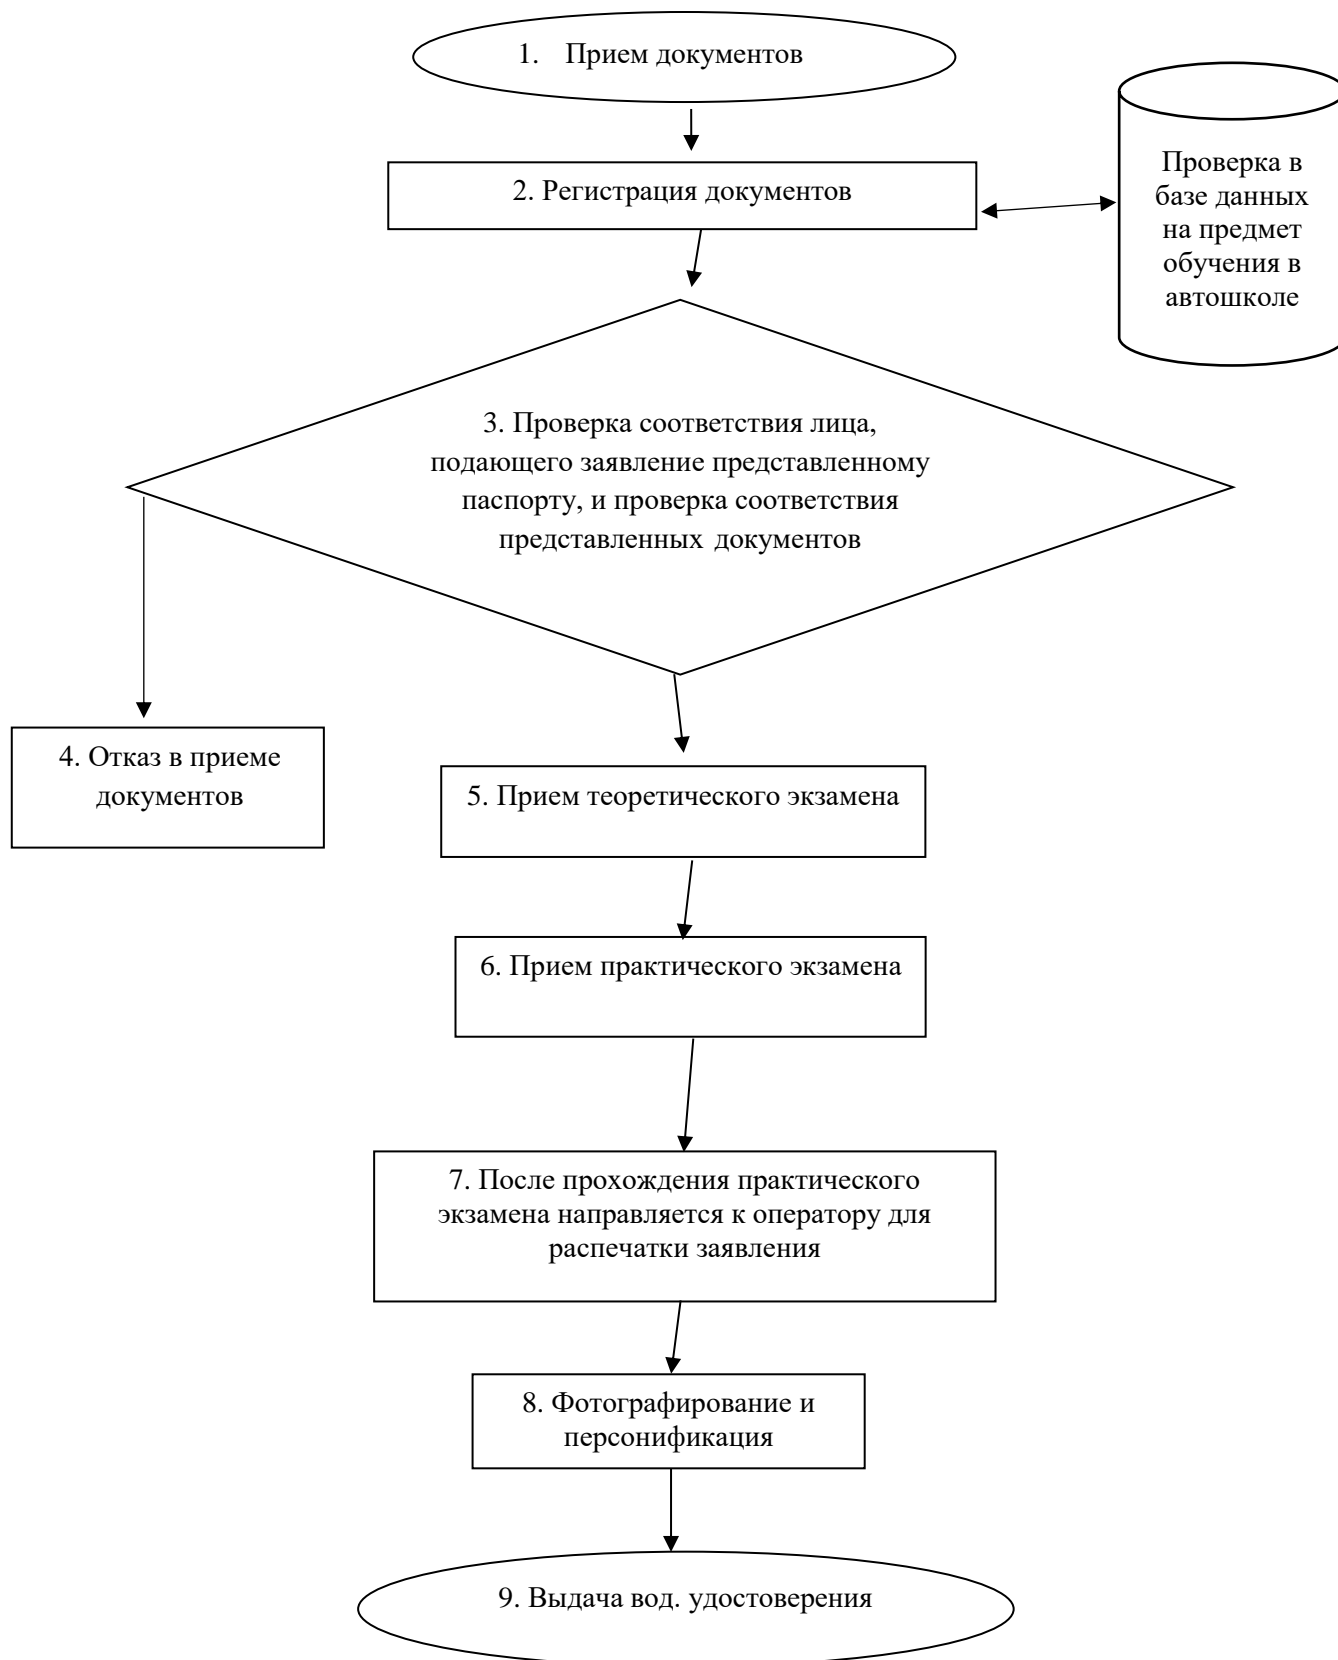 1. Прием документов
2. Регистрация документов
Проверка в
базе данных
на предмет
обучения в
автошколе
3. Проверка соответствия лица,
подающего заявление представленному
паспорту, и проверка соответствия
представленных документов
4. Отказ в приеме
документов
5. Прием теоретического экзамена
6. Прием практического экзамена
7. После прохождения практического
экзамена направляется к оператору для
распечатки заявления
8. Фотографирование и
персонификация
9. Выдача вод. удостоверения